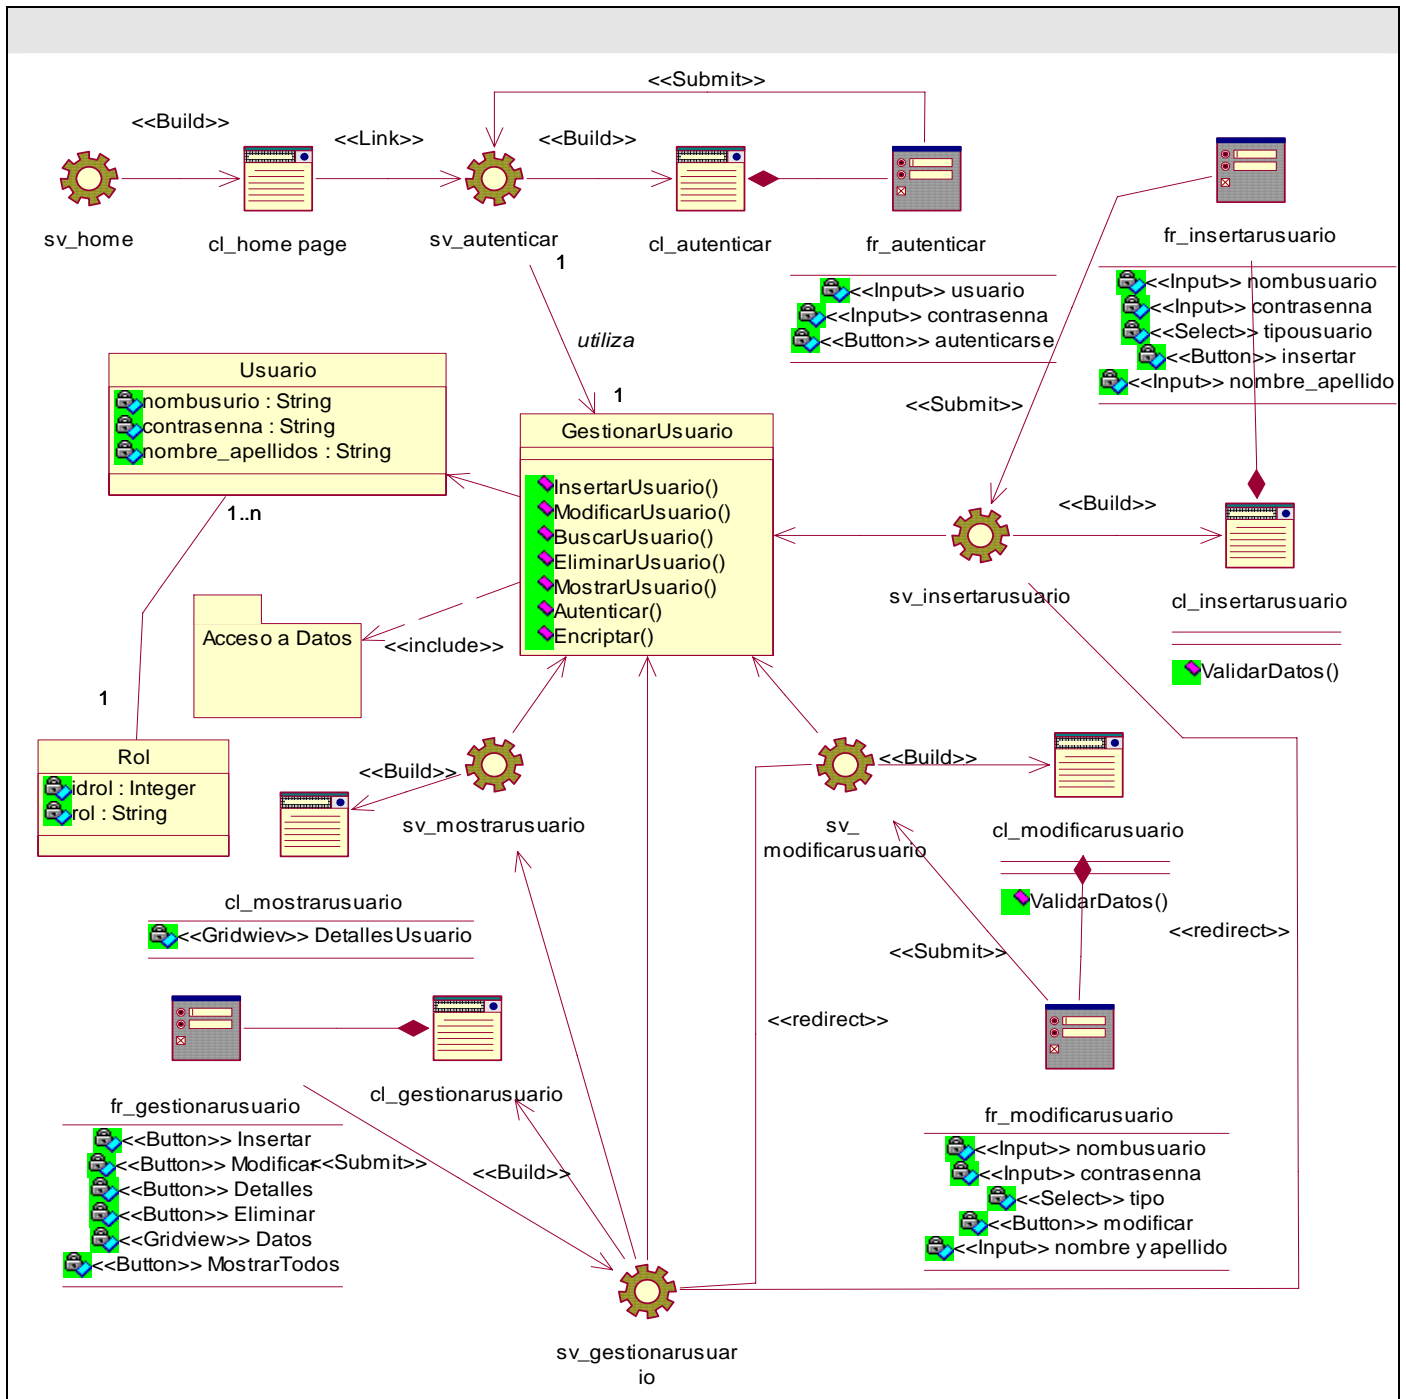 <<Submit>>
<<Build>>
<<Link>>
<<Build>>
sv_home
cl_home page
sv_autenticar
cl_autenticar
fr_autenticar
fr_insertarusuario
1
<<Input>> usuario
<<Input>> contrasenna
<<Button>> autenticarse
<<Input>> nombusuario
<<Input>> contrasenna
<<Select>> tipousuario
<<Button>> insertar
<<Input>> nombre_apellido
utiliza
1
<<Submit>>
Usuario
nombusurio : String
contrasenna : String
nombre_apellidos : String
GestionarUsuario
InsertarUsuario()
ModificarUsuario()
BuscarUsuario()
EliminarUsuario()
MostrarUsuario()
Autenticar()
Encriptar()
1..n
<<Build>>
sv_insertarusuario
cl_insertarusuario
ValidarDatos()
Acceso a Datos
<<include>>
1
Rol
idrol : Integer
rol : String
<<Build>>
sv_mostrarusuario
<<Build>>
sv_
modificarusuario
cl_modificarusuario
ValidarDatos()
cl_mostrarusuario
<<Gridwiev>> DetallesUsuario
<<Submit>>
<<redirect>>
<<redirect>>
cl_gestionarusuario
fr_gestionarusuario
<<Button>> Insertar
<<Button>> Modificar
<<Button>> Detalles
<<Button>> Eliminar
<<Gridview>> Datos
<<Button>> MostrarTodos
<<Submit>>
<<Build>>
fr_modificarusuario
<<Input>> nombusuario
<<Input>> contrasenna
<<Select>> tipo
<<Button>> modificar
<<Input>> nombre y apellido
sv_gestionarusuar
io